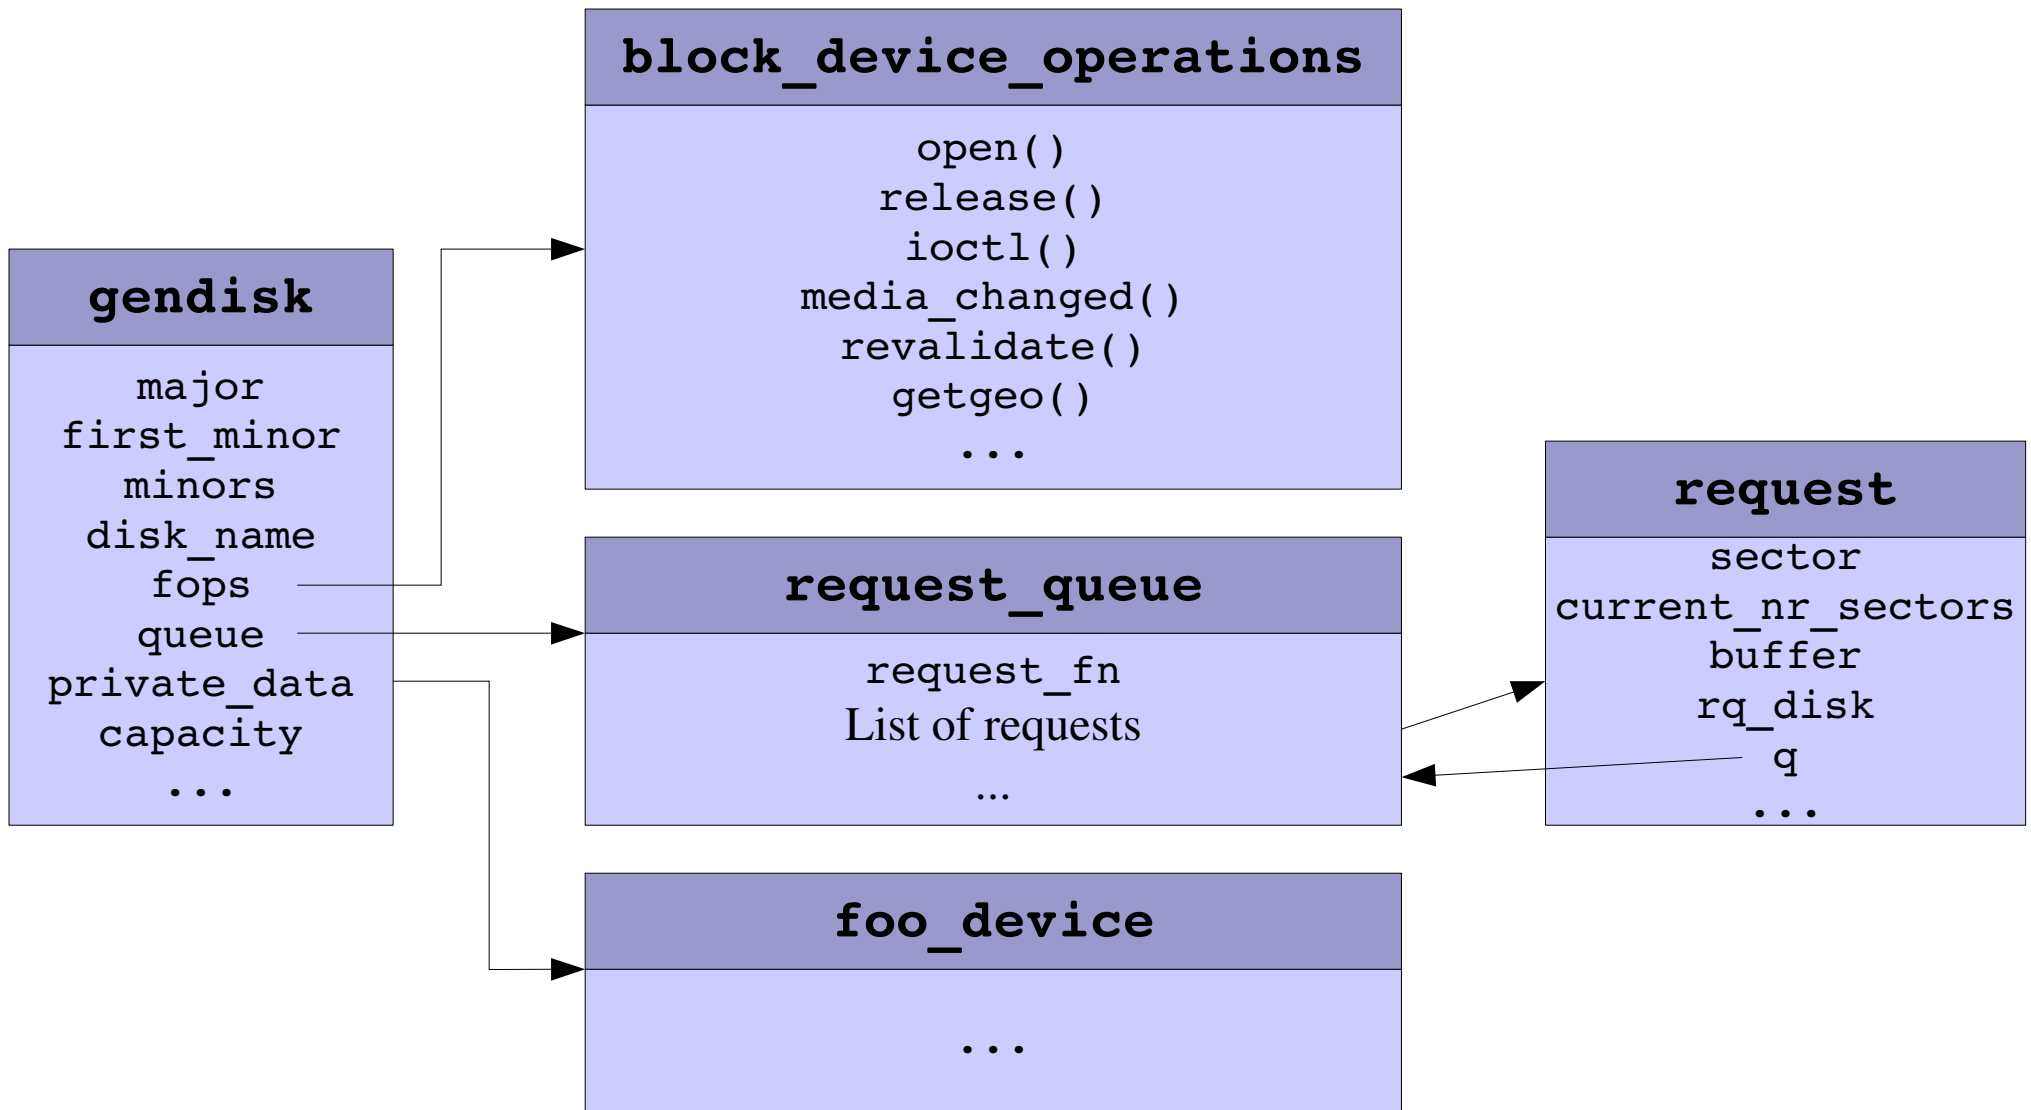 block_device_operations
open()
release()
ioctl()
media_changed()
revalidate()
getgeo()
...
gendisk
major
first_minor
minors
disk_name
fops
queue
private_data
capacity
...
request_queue
request_fn
List of requests
...
request
sector
current_nr_sectors
buffer
rq_disk
q
...
foo_device
...